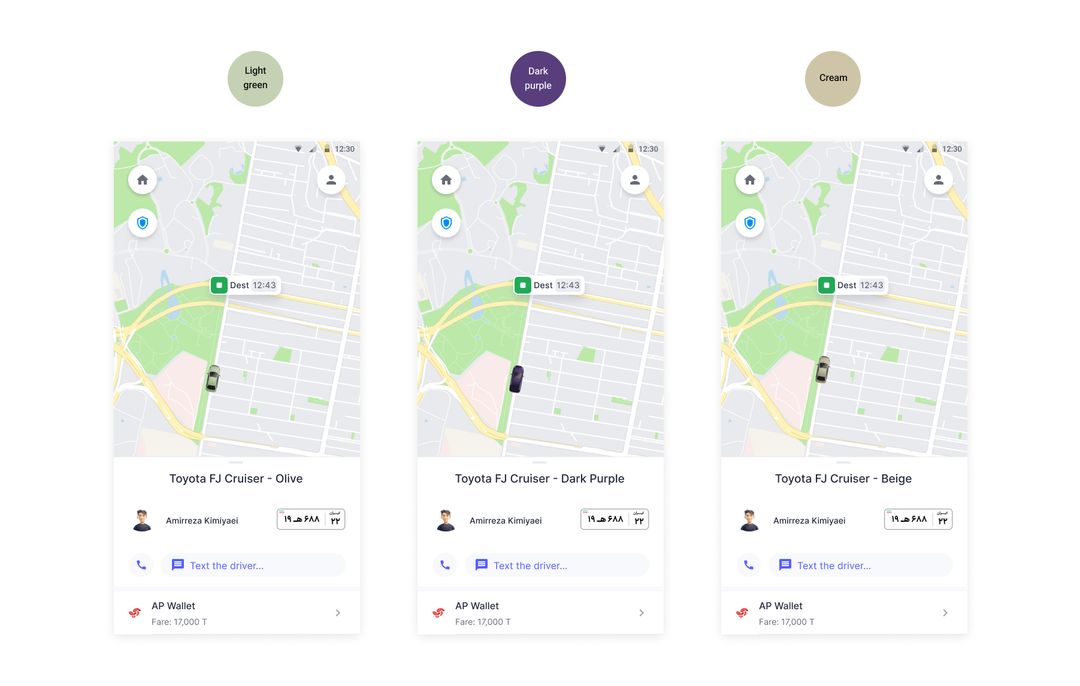 Light
green
Dark
purple
Cream
12:30
Dest 12:43
Toyota FJ Cruiser - Olive
Amirreza Kimiyaei
۱۹ هـ ۶۸۸ ایران ۲۲
Text the driver...
AP Wallet
Fare: 17,000 T
12:30
Dest 12:43
Toyota FJ Cruiser - Dark Purple
Amirreza Kimiyaei
۱۹ هـ ۶۸۸ ایران ۲۲
Text the driver...
AP Wallet
Fare: 17,000 T
12:30
Dest 12:43
Toyota FJ Cruiser - Beige
Amirreza Kimiyaei
۱۹ هـ ۶۸۸ ایران ۲۲
Text the driver...
AP Wallet
Fare: 17,000 T